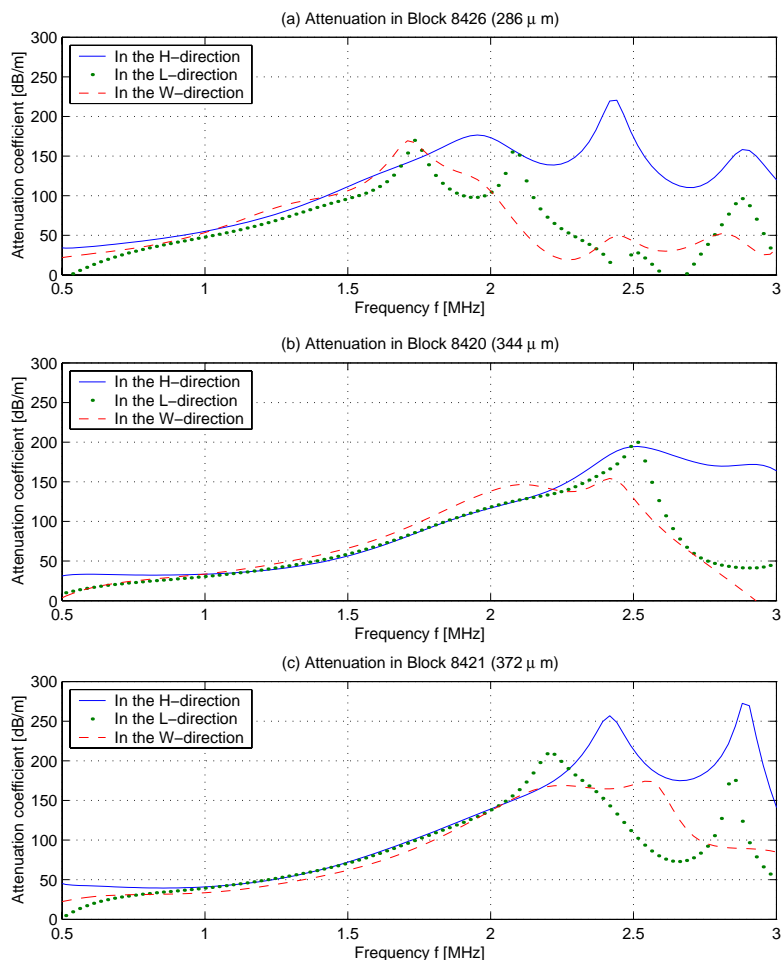 (a) Attenuation in Block 8426 (286 μ m)
300
250
200
150
100
50
0
Attenuation coefficient [dB/m]
In the H−direction
In the L−direction
In the W−direction
0.5 1 1.5 2 2.5 3
Frequency f [MHz]
(b) Attenuation in Block 8420 (344 μ m)
300
250
200
150
100
50
0
Attenuation coefficient [dB/m]
In the H−direction
In the L−direction
In the W−direction
0.5 1 1.5 2 2.5 3
Frequency f [MHz]
(c) Attenuation in Block 8421 (372 μ m)
300
250
200
150
100
50
0
Attenuation coefficient [dB/m]
In the H−direction
In the L−direction
In the W−direction
0.5 1 1.5 2 2.5 3
Frequency f [MHz]